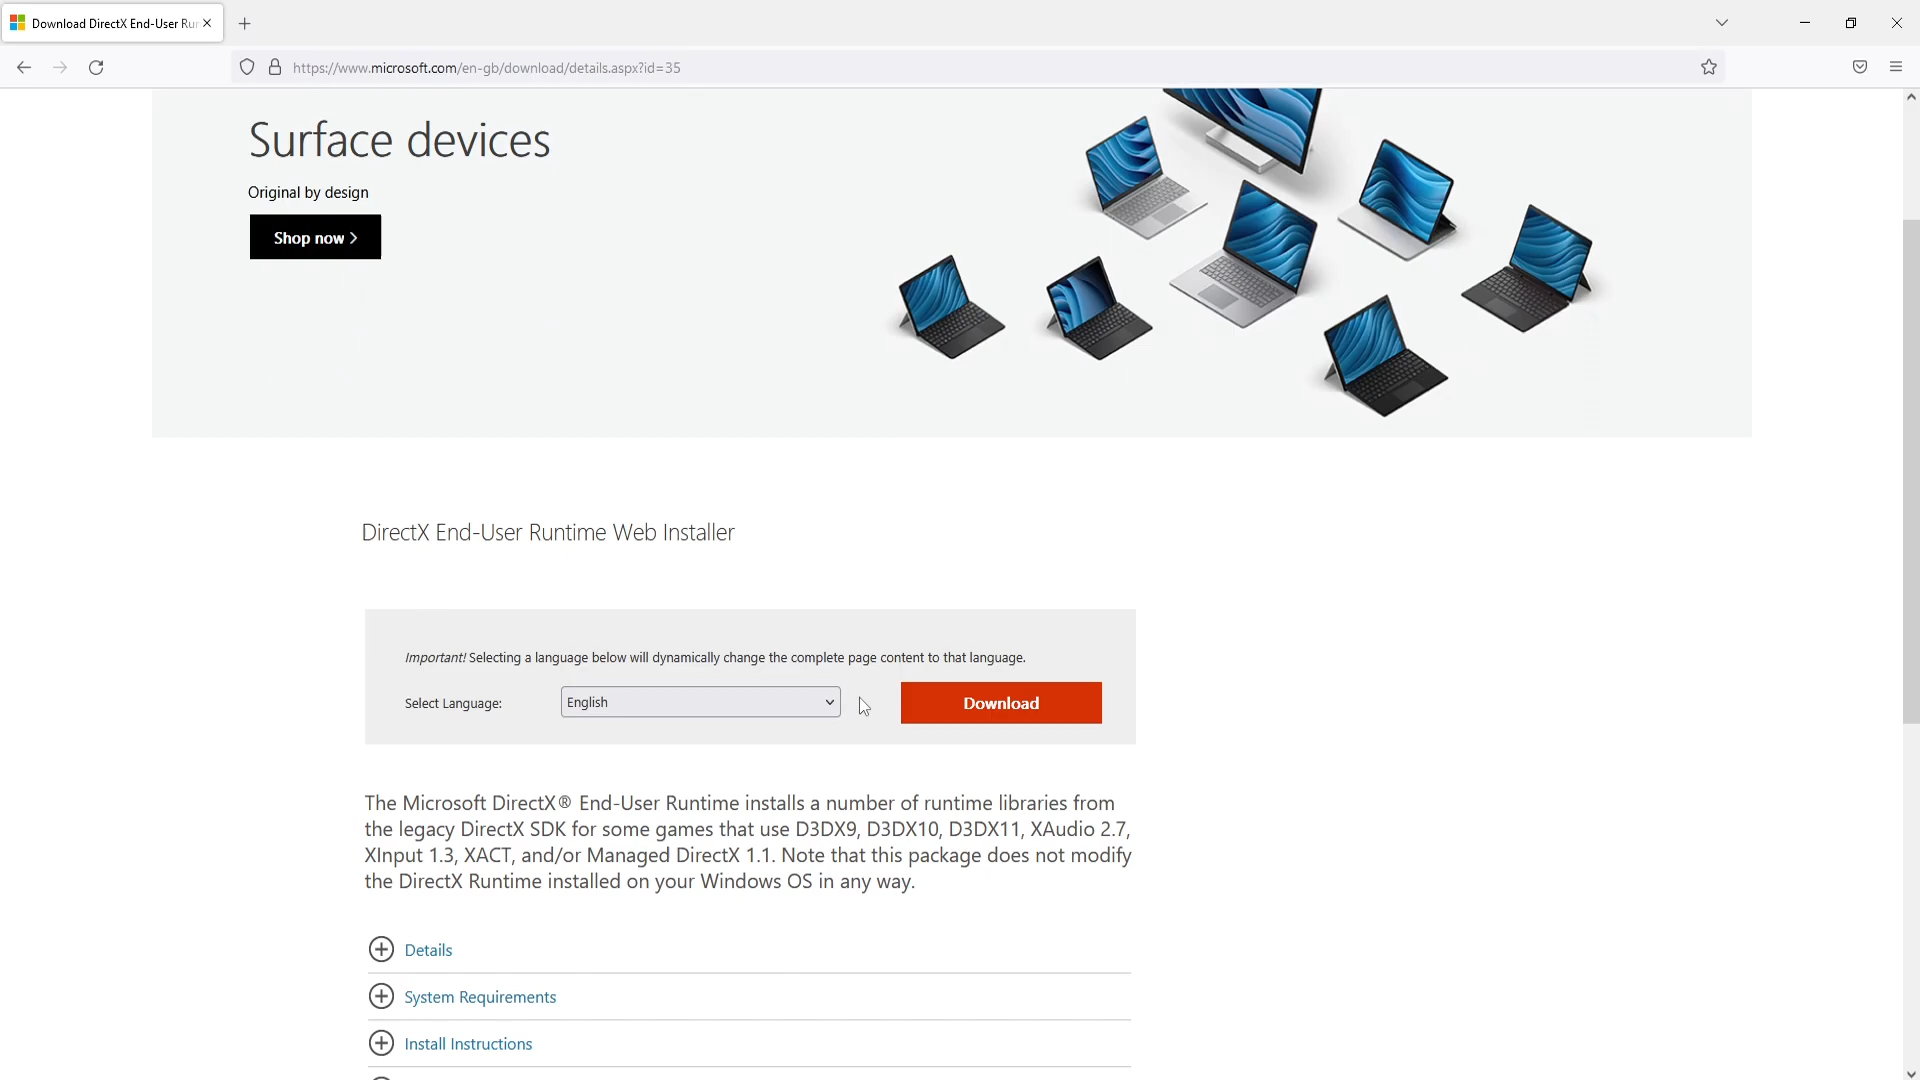 Download DirectX End-User Ru
https://www.microsoft.com/en-gb/download/details.aspx?id=35
Surface devices
Original by design
Shop now
DirectX End-User Runtime Web Installer
Important! Selecting a language below will dynamically change the complete page content to that language.
Select Language:
English
Download
The Microsoft DirectX® End-User Runtime installs a number of runtime libraries from
the legacy DirectX SDK for some games that use D3DX9, D3DX10, D3DX11, XAudio 2.7,
XInput 1.3, XACT, and/or Managed DirectX 1.1. Note that this package does not modify
the DirectX Runtime installed on your Windows OS in any way.
Details
System Requirements
Install Instructions